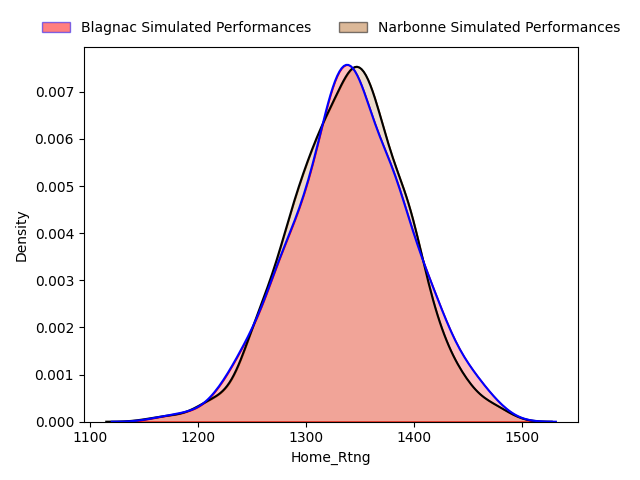 Blagnac Simulated Performances Narbonne Simulated Performances
0.007
0.006
0.005
0.004
0.003
0.002
0.001
0.000
Density
1100 1200 1300 1400 1500
Home_Rtng